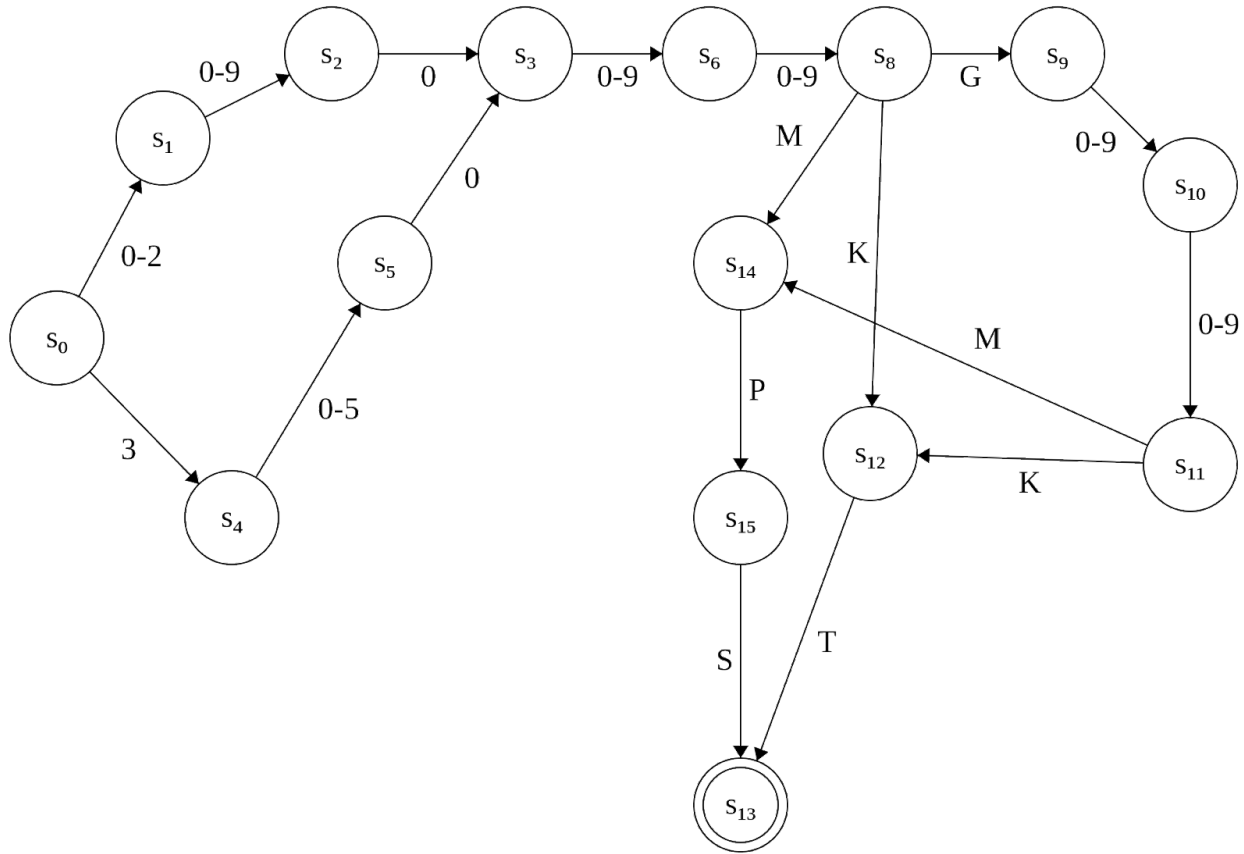 s₂ 0 s₃ 0-9 s₆ 0-9 s₈ G s₉
0-9
s₁ M 0-9
0 s₁₀
0-2 s₅ K s₁₄
s₀ M 0-9
P
3 0-5 s₁₂ K s₁₁
s₄ s₁₅
S T
s₁₃